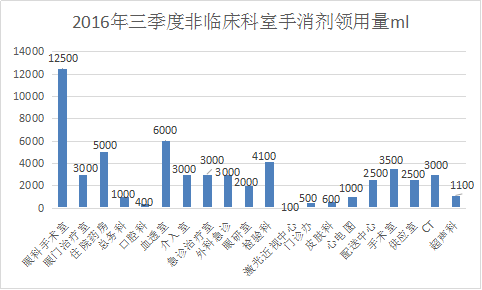 2016年三季度非临床科室手消剂领用量ml
14000
12000
10000
8000
6000
4000
2000
0
12500
3000
5000
1000
400
6000
3000
3000
3000
2000
4100
100
500
600
1000
2500
3500
2500
3000
1100
眼科手术室
眼门治疗室
住院药房
总务科
口腔科
血透室
介入室
急诊治疗室
外科急诊
眼研室
检验科
激光近视中心
门诊办
皮肤科
心电图
配送中心
手术室
供应室
CT
超声科